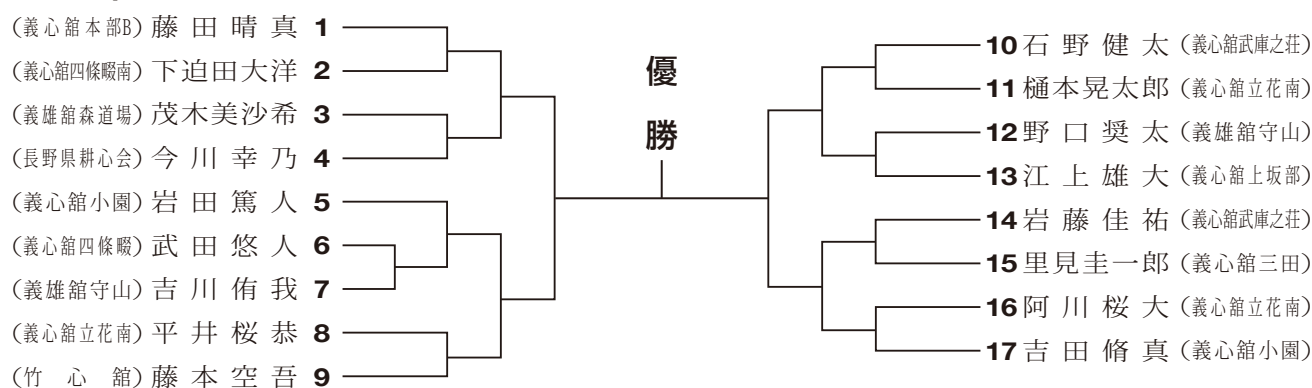 (義心舘本部B) 藤田晴真 1
(義心舘四條畷南) 下迫田大洋 2
(義雄舘森道場) 茂木美沙希 3
(長野県耕心会) 今川幸乃 4
(義心舘小園) 岩田篤人 5
(義心舘四條畷) 武田悠人 6
(義雄舘守山) 吉川侑我 7
(義心舘立花南) 平井桜恭 8
(竹心舘) 藤本空吾 9
優勝
10 石野健太 (義心舘武庫之荘)
11 樋本晃太郎 (義心舘立花南)
12 野口奨太 (義雄舘守山)
13 江上雄大 (義心舘上坂部)
14 岩藤佳祐 (義心舘武庫之荘)
15 里見圭一郎 (義心舘三田)
16 阿川桜大 (義心舘立花南)
17 吉田脩真 (義心舘小園)